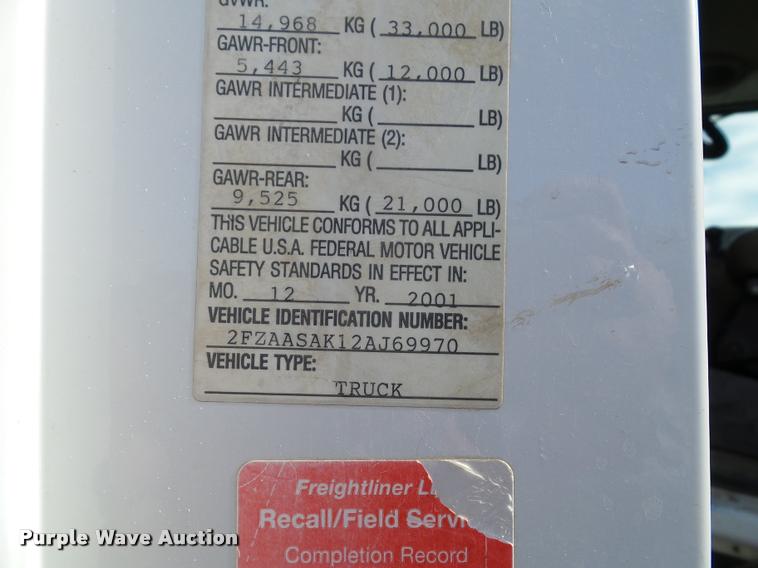 GVWR:
14,968 KG ( 33,000 LB)
GAWR-FRONT:
5,443 KG ( 12,000 LB)
GAWR INTERMEDIATE (1):
KG ( LB)
GAWR INTERMEDIATE (2):
KG ( LB)
GAWR-REAR:
9,525 KG ( 21,000 LB)
THIS VEHICLE CONFORMS TO ALL APPLI-
CABLE U.S.A. FEDERAL MOTOR VEHICLE
SAFETY STANDARDS IN EFFECT IN:
MO. 12 YR. 2001
VEHICLE IDENTIFICATION NUMBER:
2FZAASAK12AJ69970
VEHICLE TYPE:
TRUCK
Freightliner
Recall/Field
Completion Record
Purple Wave Auction